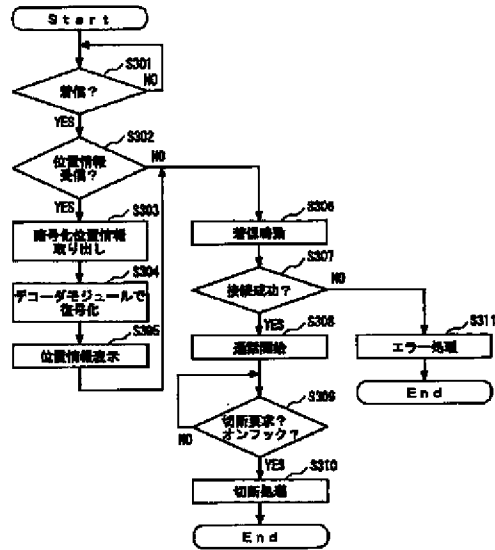 Start
S301
着信？
NO
YES
S302
位置情報
受信？
NO
YES
S303
暗号化位置情報
取り出し
S304
デコーダモジュールで
復号化
S305
位置情報表示
S306
着信鳴動
S307
接続成功？
NO
YES
S308
通話開始
S309
切断要求？
オンフック？
NO
YES
S310
切断処理
End
S311
エラー処理
End